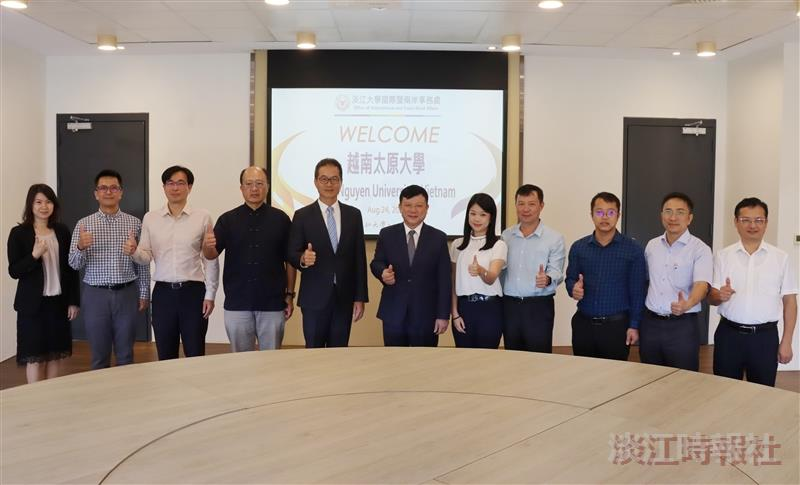 淡江大學國際暨兩岸事務處
Office of International and Cross-Strait Affairs
WELCOME
越南太原大學
Nguyen University Vietnam
Aug.24,
淡江時報社